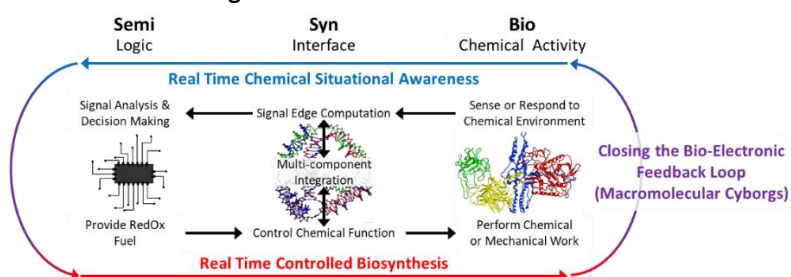 Semi
Logic
Syn
Interface
Bio
Chemical Activity
Real Time Chemical Situational Awareness
Signal Analysis &
Decision Making
Signal Edge Computation
Sense or Respond to
Chemical Environment
Multi-component
Integration
Closing the Bio-Electronic
Feedback Loop
(Macromolecular Cyborgs)
Provide RedOx
Fuel
Control Chemical Function
Perform Chemical
or Mechanical Work
Real Time Controlled Biosynthesis